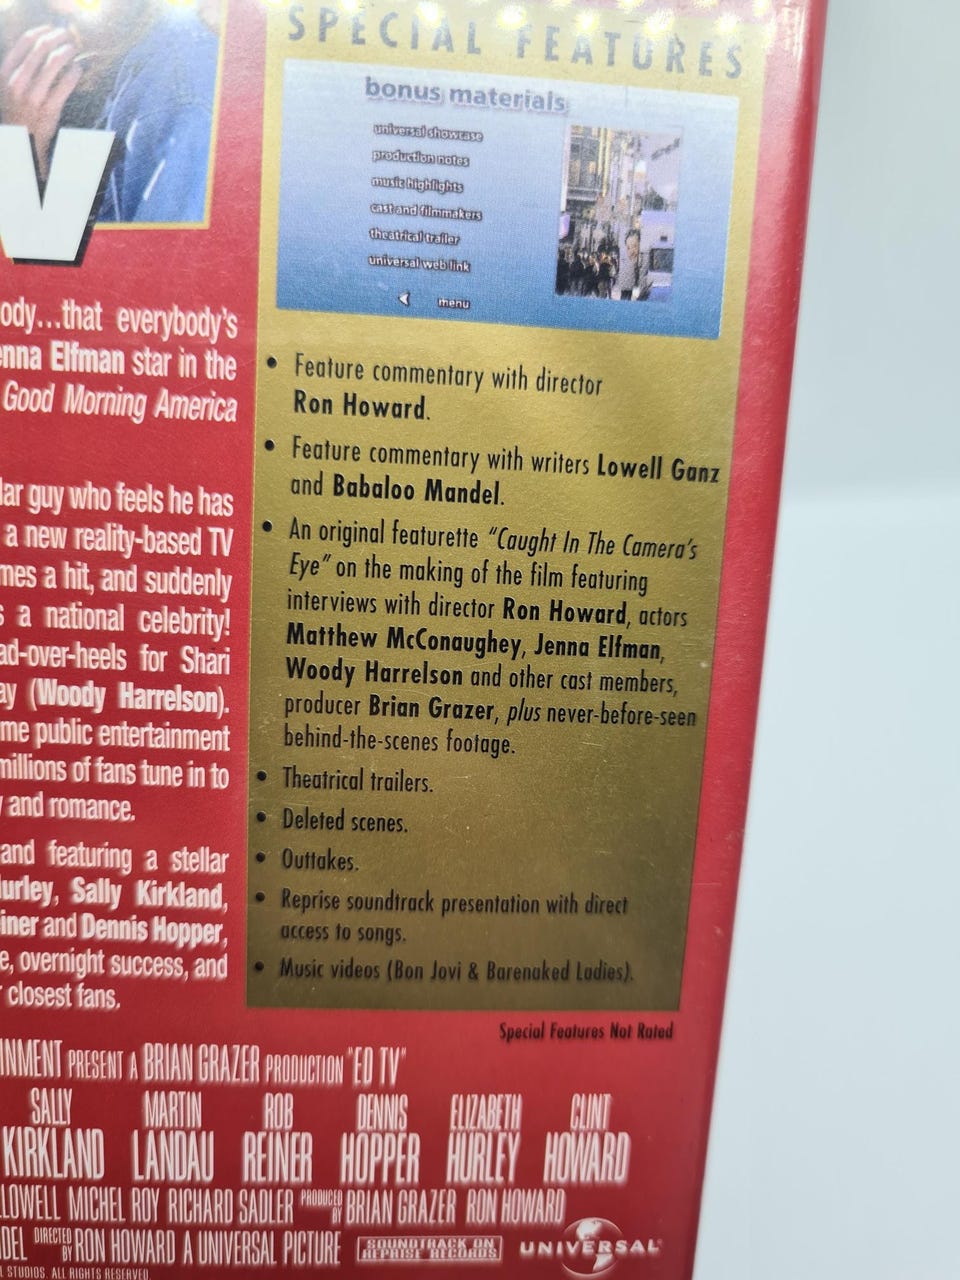 V
ody...that everybody's
enna Elfman star in the
Good Morning America
lar guy who feels he has
a new reality-based TV
mes a hit, and suddenly
s a national celebrity!
ad-over-heels for Shari
ay (Woody Harrelson).
me public entertainment
millions of fans tune in to
y and romance.
and featuring a stellar
urley, Sally Kirkland,
iner and Dennis Hopper,
e, overnight success, and
r closest fans.
SPECIAL FEATURES
bonus materials
universal showcase
production notes
music highlights
cast and filmmakers
theatrical trailer
universal web link
menu
• Feature commentary with director
Ron Howard.
• Feature commentary with writers Lowell Ganz
and Babaloo Mandel.
• An original featurette "Caught In The Camera's
Eye" on the making of the film featuring
interviews with director Ron Howard, actors
Matthew McConaughey, Jenna Elfman,
Woody Harrelson and other cast members,
producer Brian Grazer, plus never-before-seen
behind-the-scenes footage.
• Theatrical trailers.
• Deleted scenes.
• Outtakes.
• Reprise soundtrack presentation with direct
access to songs.
• Music videos (Bon Jovi & Barenaked Ladies).
Special Features Not Rated
INMENT PRESENT A BRIAN GRAZER PRODUCTION "ED TV"
SALLY KIRKLAND MARTIN LANDAU ROB REINER DENNIS HOPPER ELIZABETH HURLEY CLINT HOWARD
LOWELL MICHEL ROY RICHARD SADLER PRODUCED BY BRIAN GRAZER RON HOWARD
DEL DIRECTED BY RON HOWARD A UNIVERSAL PICTURE
SOUNDTRACK ON
REPRISE RECORDS
UNIVERSAL
L STUDIOS. ALL RIGHTS RESERVED.